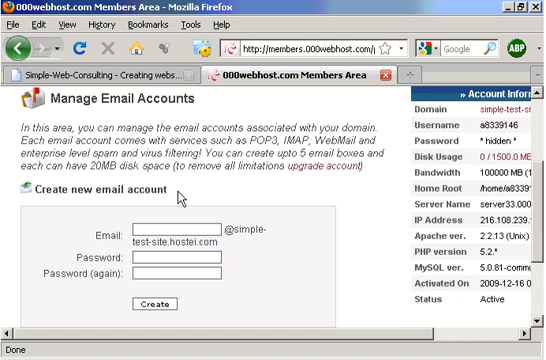 000webhost.com Members Area - Mozilla Firefox
File Edit View History Bookmarks Tools Help
http://members.000webhost.com/
Google
ABP
Simple-Web-Consulting - Creating webs...
000webhost.com Members Area
Manage Email Accounts
In this area, you can manage the email accounts associated with your domain.
Each email account comes with services such as POP3, IMAP, WebMail and
enterprise level spam and virus filtering! You can create upto 5 email boxes and
each can have 20MB disk space (to remove all limitations upgrade account)
Create new email account
Email: @simple-
test-site.hostei.com
Password:
Password (again):
Create
» Account Infor
Domain simple-test-si
Username a8339146
Password * hidden *
Disk Usage 0 / 1500.0 MB
Bandwidth 100000 MB (1
Home Root /home/a8339
Server Name server33.000
IP Address 216.108.239.
Apache ver. 2.2.13 (Unix)
PHP version 5.2.*
MySQL ver. 5.0.81-commu
Activated On 2009-12-16 0
Status Active
Done